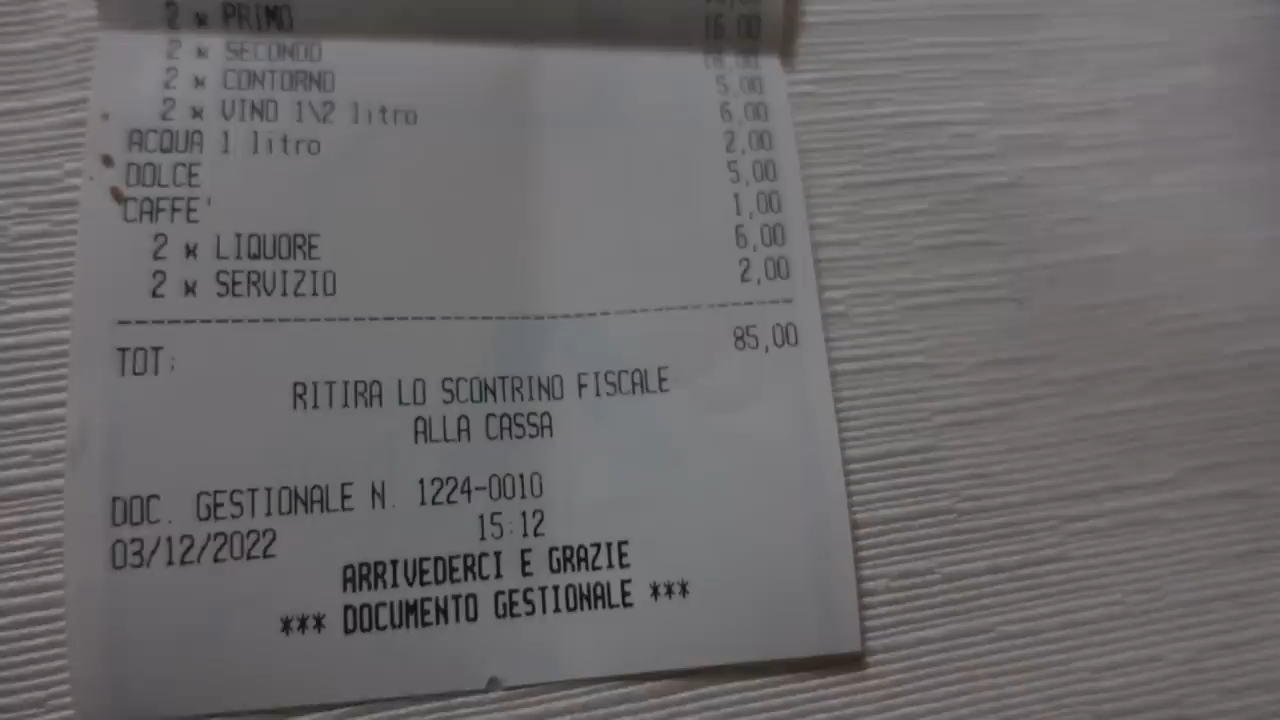 2 x PRIMO 16,00
2 x SECONDO
2 x CONTORNO 5,00
2 x VINO 1\2 litro 6,00
ACQUA 1 litro 2,00
DOLCE 5,00
CAFFE' 1,00
2 x LIQUORE 6,00
2 x SERVIZIO 2,00
TOT: 85,00
RITIRA LO SCONTRINO FISCALE
ALLA CASSA
DOC. GESTIONALE N. 1224-0010
03/12/2022 15:12
ARRIVEDERCI E GRAZIE
*** DOCUMENTO GESTIONALE ***